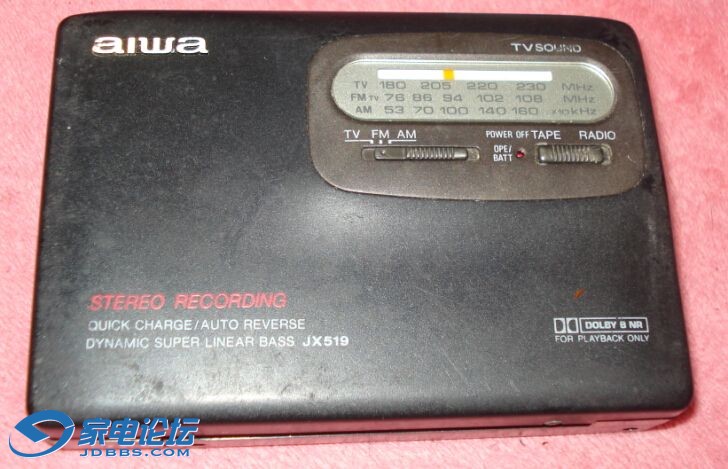 aiwa
TV SOUND
TV 180 205 220 230 MHz
FM TV 76 86 94 102 108 MHz
AM 53 70 100 140 160 x10kHz
TV FM AM
POWER OFF TAPE RADIO
OPE/
BATT
STEREO RECORDING
QUICK CHARGE/AUTO REVERSE
DYNAMIC SUPER LINEAR BASS JX519
DOLBY B NR
FOR PLAYBACK ONLY
家电论坛
JDBBS.COM